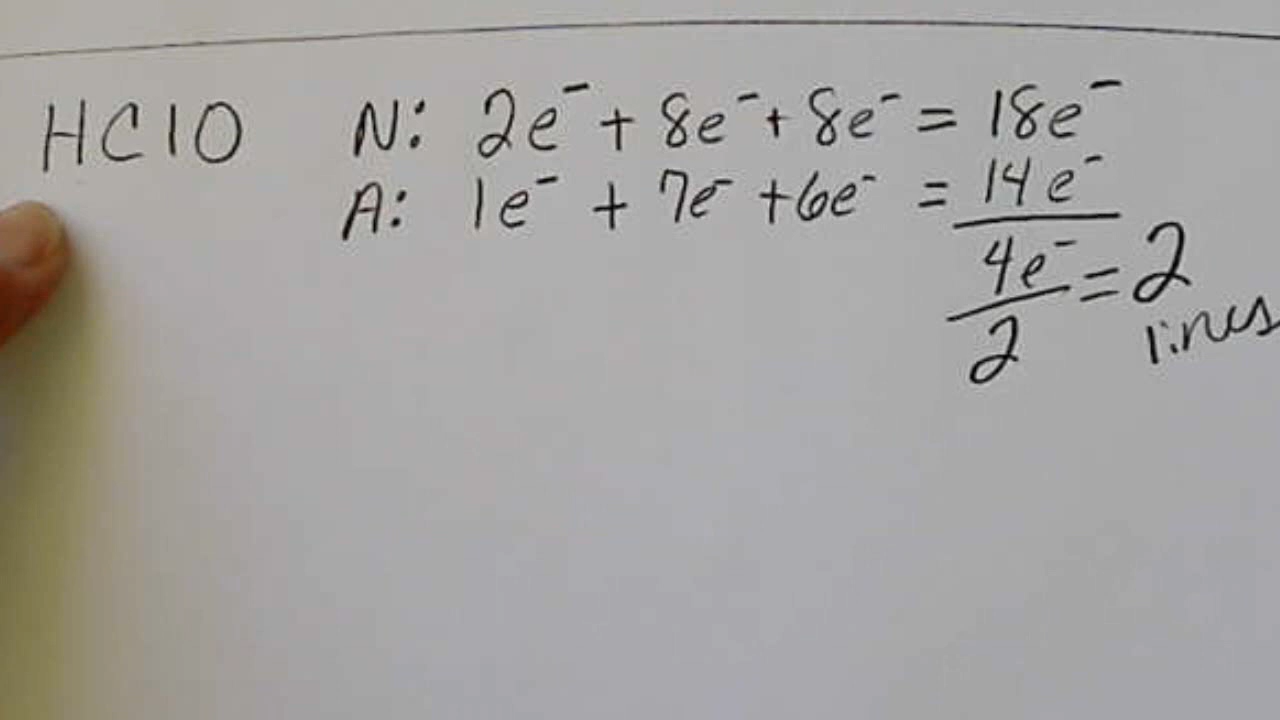 HClO N: 2e⁻ + 8e⁻ + 8e⁻ = 18e⁻
A: 1e⁻ + 7e⁻ + 6e⁻ = 14e⁻
4e⁻ = 2
2 lines